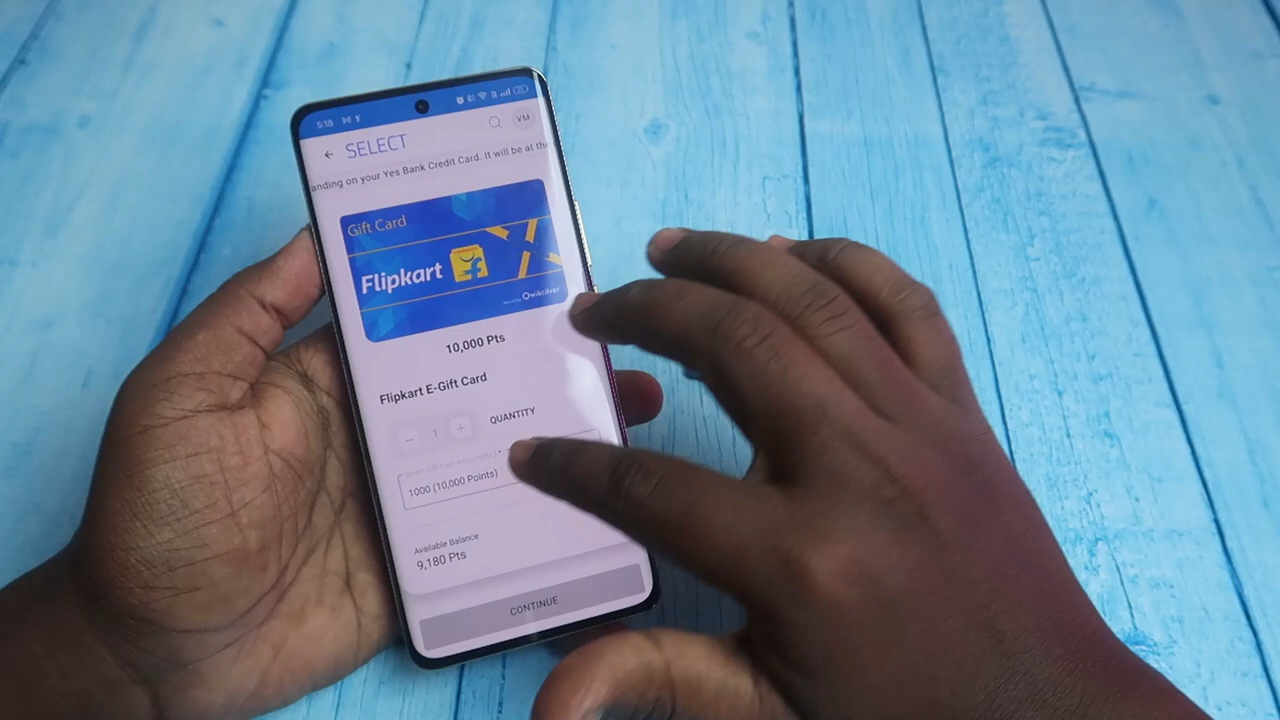 5:18
VM
← SELECT
anding on your Yes Bank Credit Card. It will be at the
Gift Card
Flipkart
Qwikcilver
10,000 Pts
Flipkart E-Gift Card
− 1 + QUANTITY
1000 (10,000 Points)
Available Balance
9,180 Pts
CONTINUE